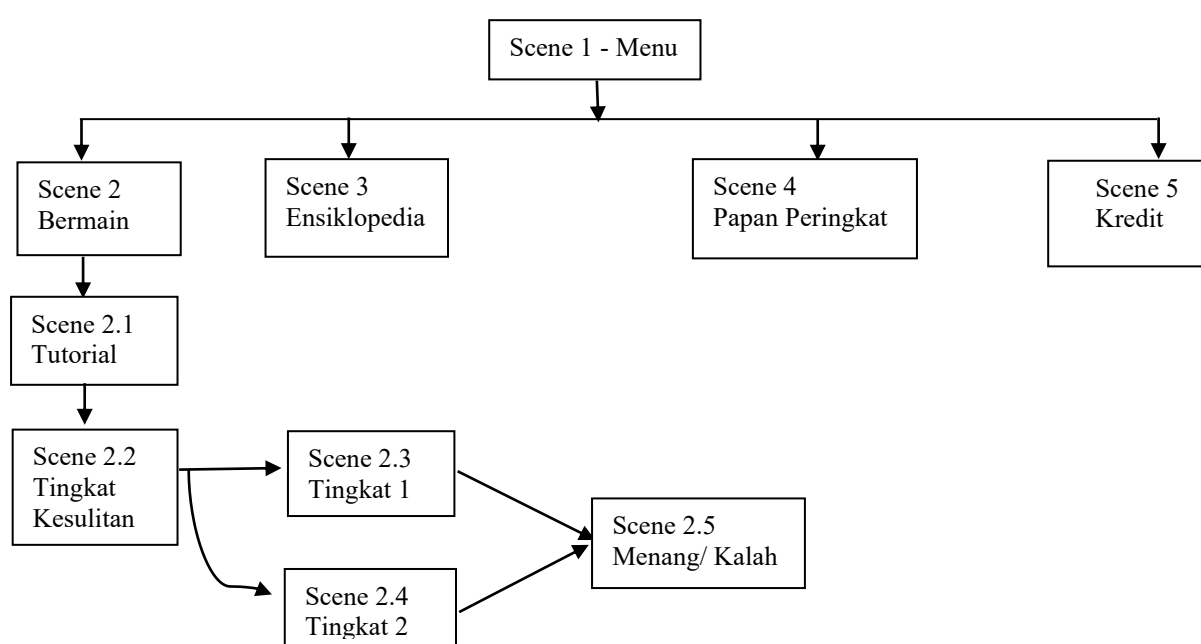 Scene 1 - Menu
Scene 2
Bermain
Scene 3
Ensiklopedia
Scene 4
Papan Peringkat
Scene 5
Kredit
Scene 2.1
Tutorial
Scene 2.2
Tingkat
Kesulitan
Scene 2.3
Tingkat 1
Scene 2.4
Tingkat 2
Scene 2.5
Menang/ Kalah